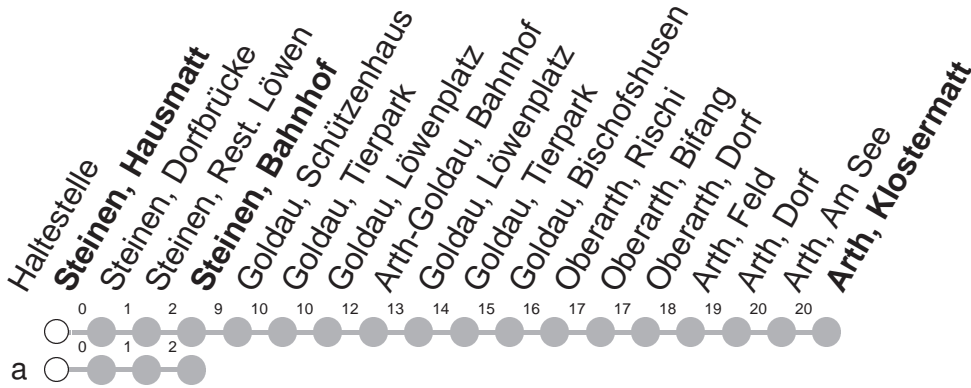 Haltestelle
Steinen, Hausmatt
Steinen, Dorfbrücke
Steinen, Rest. Löwen
Steinen, Bahnhof
Goldau, Schützenhaus
Goldau, Tierpark
Goldau, Löwenplatz
Arth-Goldau, Bahnhof
Goldau, Löwenplatz
Goldau, Tierpark
Goldau, Bischofshusen
Oberarth, Rischi
Oberarth, Bifang
Oberarth, Dorf
Arth, Feld
Arth, Dorf
Arth, Am See
Arth, Klostermatt
0 1 2 9 10 10 12 13 14 15 16 17 17 18 19 20 20
0 1 2
a